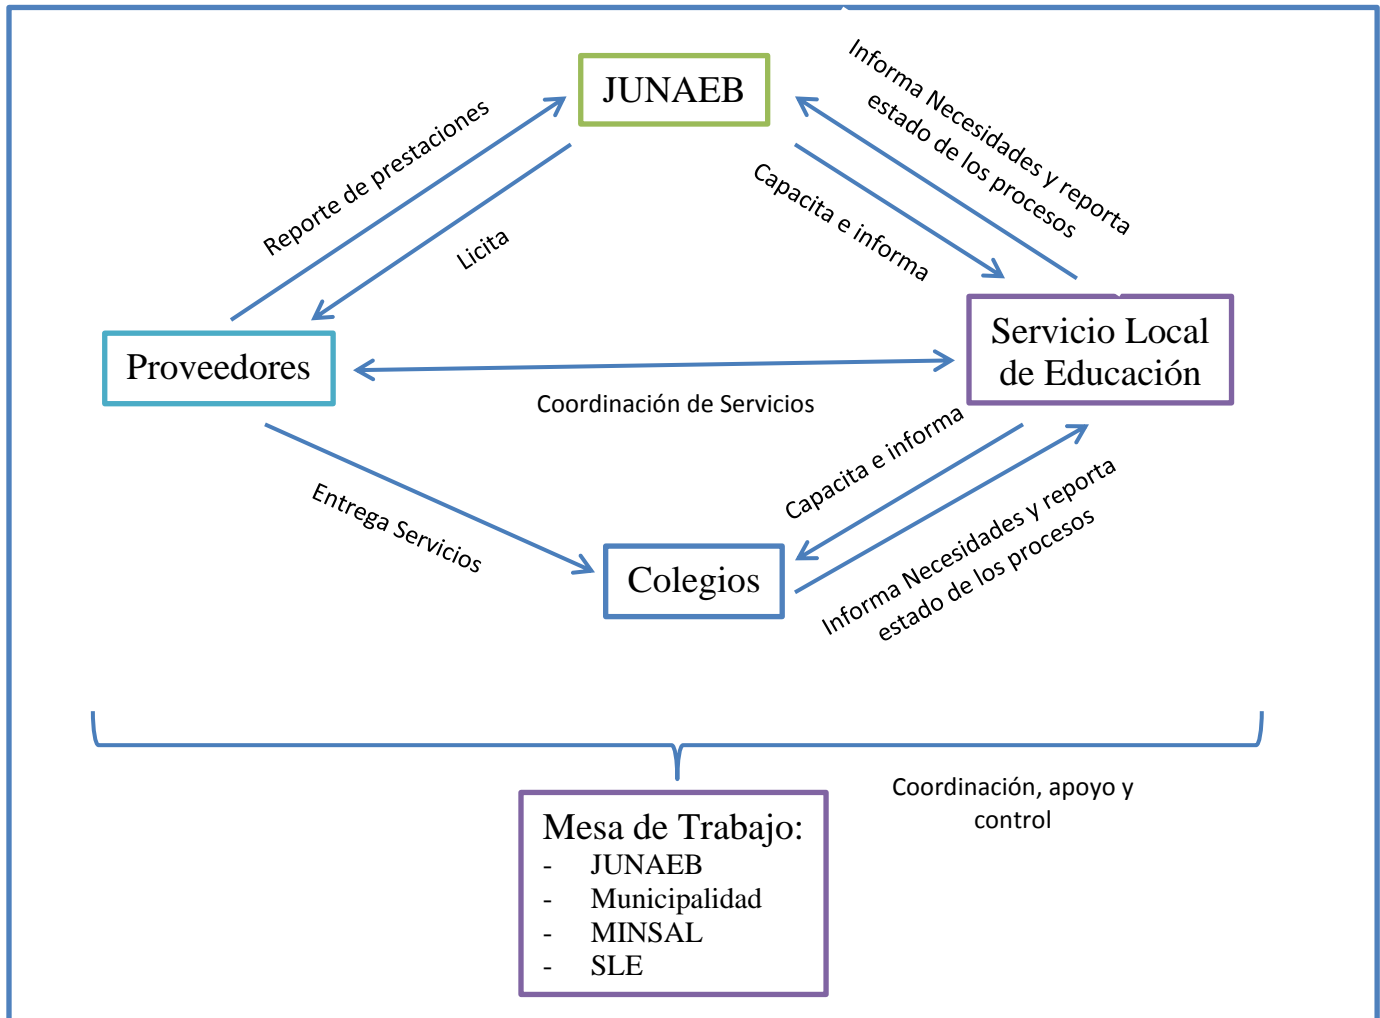 JUNAEB
Informa Necesidades y reporta
estado de los procesos
Reporte de prestaciones
Licita
Capacita e informa
Proveedores
Servicio Local
de Educación
Coordinación de Servicios
Capacita e informa
Entrega Servicios
Informa Necesidades y reporta
estado de los procesos
Colegios
Coordinación, apoyo y
control
Mesa de Trabajo:
- JUNAEB
- Municipalidad
- MINSAL
- SLE